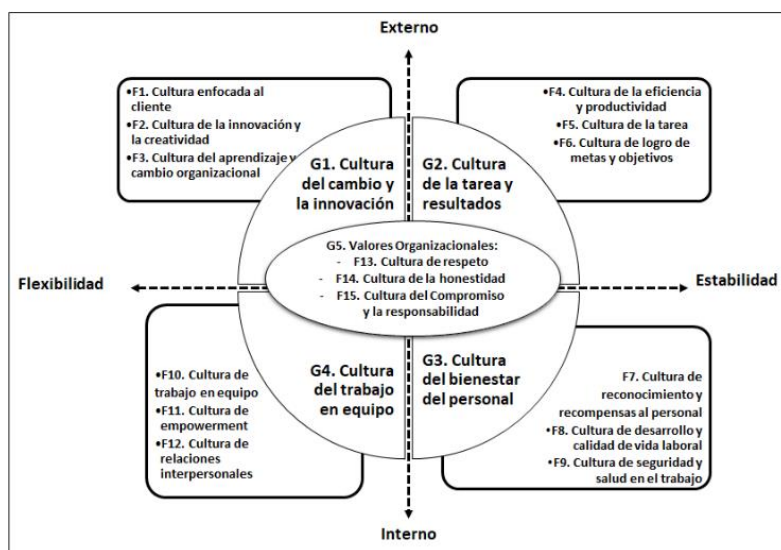 Externo
•F1. Cultura enfocada al
cliente
•F2. Cultura de la innovación y
la creatividad
•F3. Cultura del aprendizaje y
cambio organizacional
•F4. Cultura de la eficiencia
y productividad
•F5. Cultura de la tarea
•F6. Cultura de logro de
metas y objetivos
G1. Cultura
del cambio y
la innovación
G2. Cultura
de la tarea y
resultados
G5. Valores Organizacionales:
- F13. Cultura de respeto
- F14. Cultura de la honestidad
- F15. Cultura del Compromiso
y la responsabilidad
Flexibilidad
Estabilidad
G4. Cultura
del trabajo
en equipo
G3. Cultura
del bienestar
del personal
•F10. Cultura de
trabajo en equipo
•F11. Cultura de
empowerment
•F12. Cultura de
relaciones
interpersonales
F7. Cultura de
reconocimiento y
recompensas al personal
•F8. Cultura de desarrollo y
calidad de vida laboral
•F9. Cultura de seguridad y
salud en el trabajo
Interno